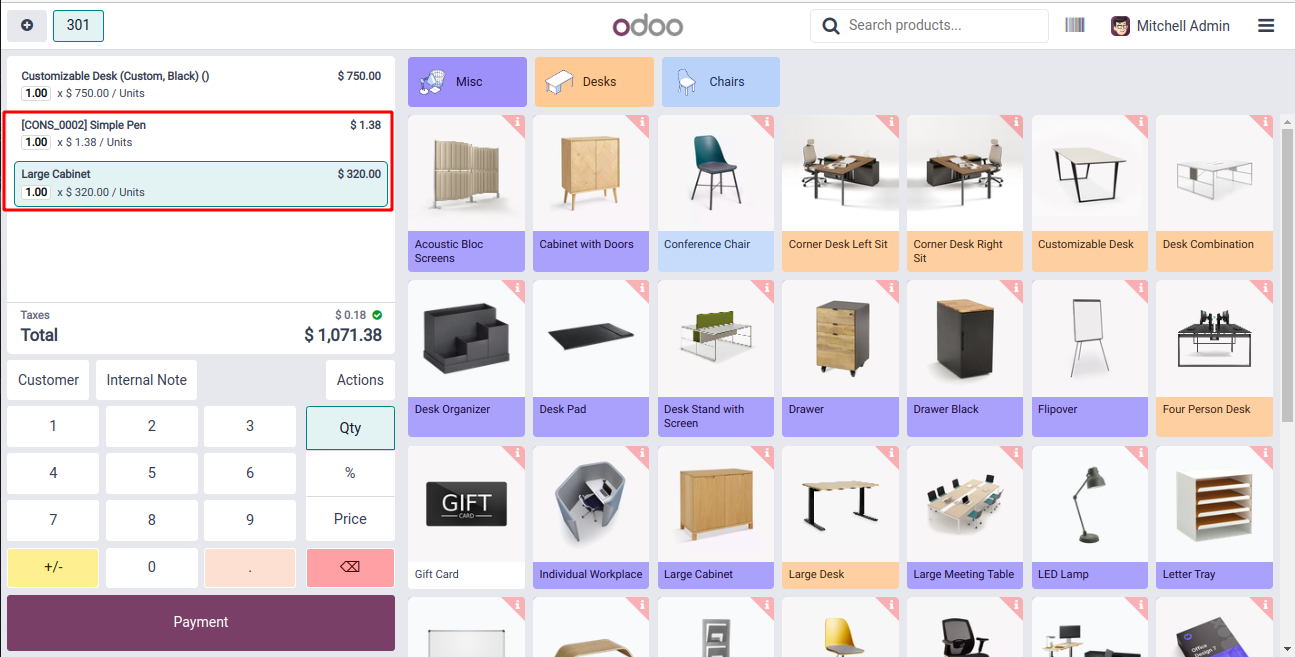 301
odoo
Search products...
Mitchell Admin
Customizable Desk (Custom, Black) () $ 750.00
1.00 x $ 750.00 / Units
[CONS_0002] Simple Pen $ 1.38
1.00 x $ 1.38 / Units
Large Cabinet $ 320.00
1.00 x $ 320.00 / Units
Taxes $ 0.18
Total $ 1,071.38
Customer Internal Note Actions
1 2 3 Qty
4 5 6 %
7 8 9 Price
+/- 0 .
Payment
Misc Desks Chairs
Acoustic Bloc
Screens
Cabinet with Doors
Conference Chair
Corner Desk Left Sit
Corner Desk Right
Sit
Customizable Desk
Desk Combination
Desk Organizer
Desk Pad
Desk Stand with
Screen
Drawer
Drawer Black
Flipover
Four Person Desk
GIFT
CARD
Gift Card
Individual Workplace
Large Cabinet
Large Desk
Large Meeting Table
LED Lamp
Letter Tray
Office
Design 7